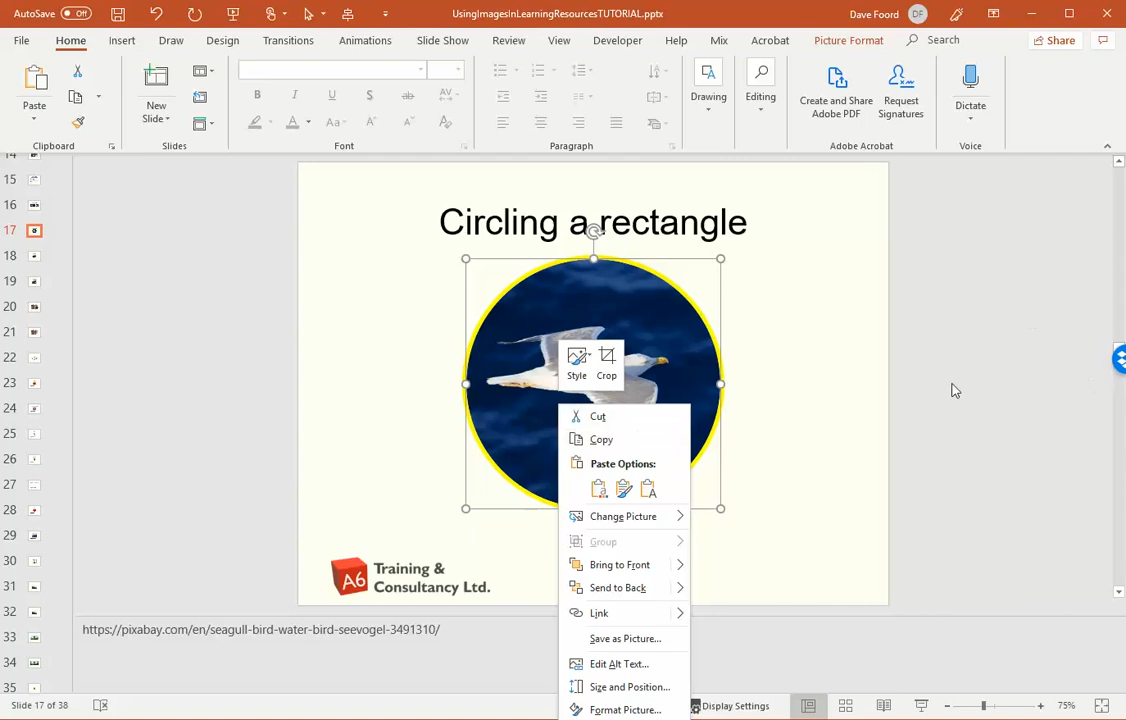 AutoSave Off UsingImagesInLearningResourcesTUTORIAL.pptx Dave Foord DF
File Home Insert Draw Design Transitions Animations Slide Show Review View Developer Help Mix Acrobat Picture Format Search Share
Paste
New
Slide
B I U S ab AV
A Aa A A
Drawing
Editing
Create and Share
Adobe PDF
Request
Signatures
Dictate
Clipboard Slides Font Paragraph Adobe Acrobat Voice
14
15
16
17
18
19
20
21
22
23
24
25
26
27
28
29
30
31
32
33
34
35
Circling a rectangle
Style Crop
Cut
Copy
Paste Options:
Change Picture
Group
Bring to Front
Send to Back
Link
Save as Picture...
Edit Alt Text...
Size and Position...
Format Picture...
A6
Training &
Consultancy Ltd.
https://pixabay.com/en/seagull-bird-water-bird-seevogel-3491310/
Slide 17 of 38 Display Settings 75%